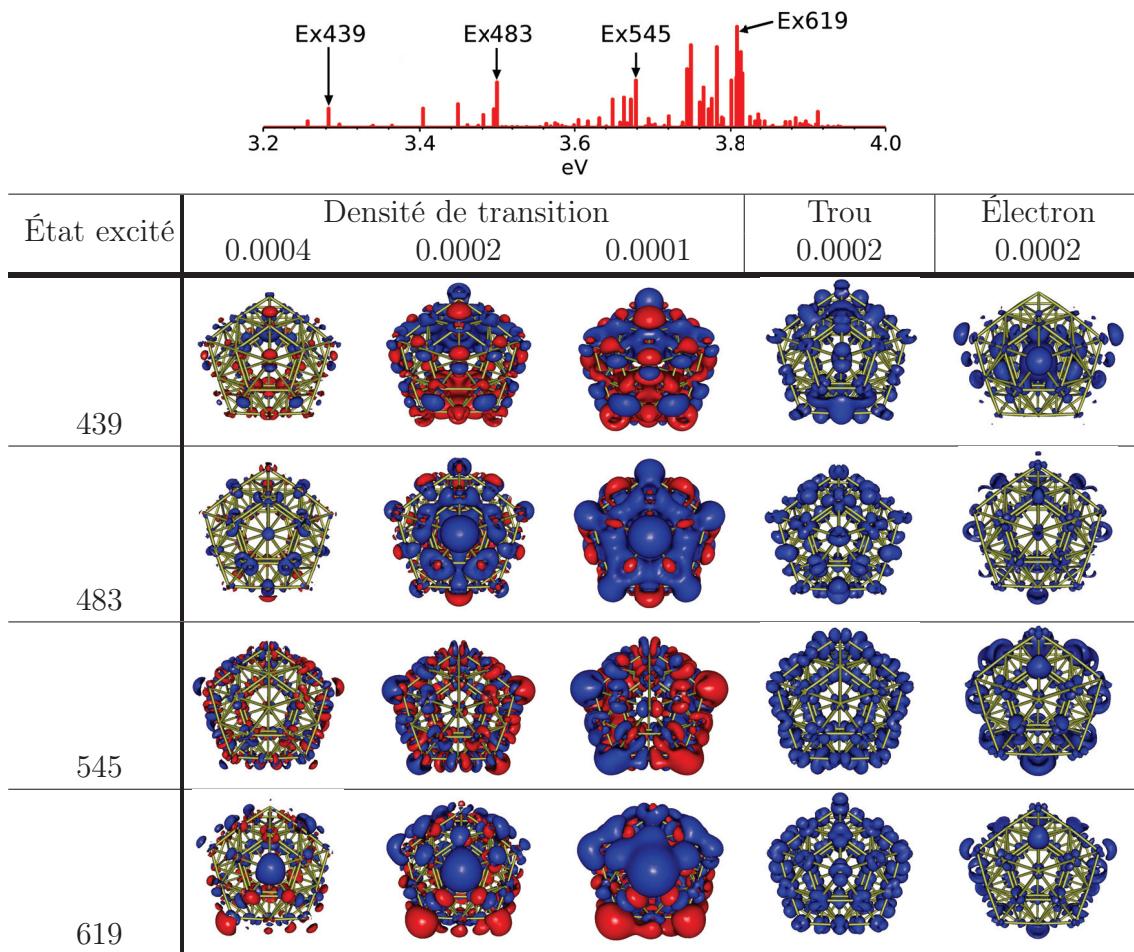 Ex439
Ex483
Ex545
Ex619
3.2 3.4 3.6 3.8 4.0
eV
État excité Densité de transition Trou Électron
0.0004 0.0002 0.0001 0.0002 0.0002
439
483
545
619